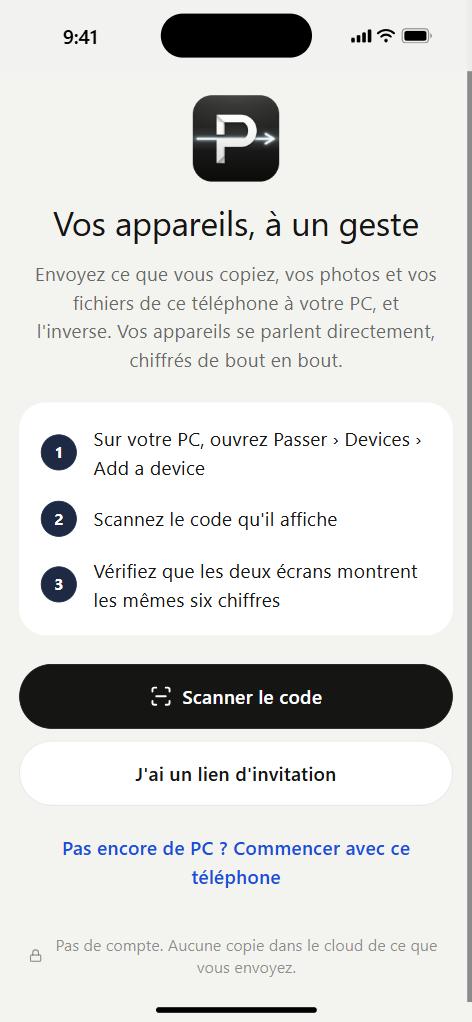 9:41
P
Vos appareils, à un geste
Envoyez ce que vous copiez, vos photos et vos
fichiers de ce téléphone à votre PC, et
l'inverse. Vos appareils se parlent directement,
chiffrés de bout en bout.
1
Sur votre PC, ouvrez Passer › Devices ›
Add a device
2
Scannez le code qu'il affiche
3
Vérifiez que les deux écrans montrent
les mêmes six chiffres
Scanner le code
J'ai un lien d'invitation
Pas encore de PC ? Commencer avec ce
téléphone
Pas de compte. Aucune copie dans le cloud de ce que
vous envoyez.